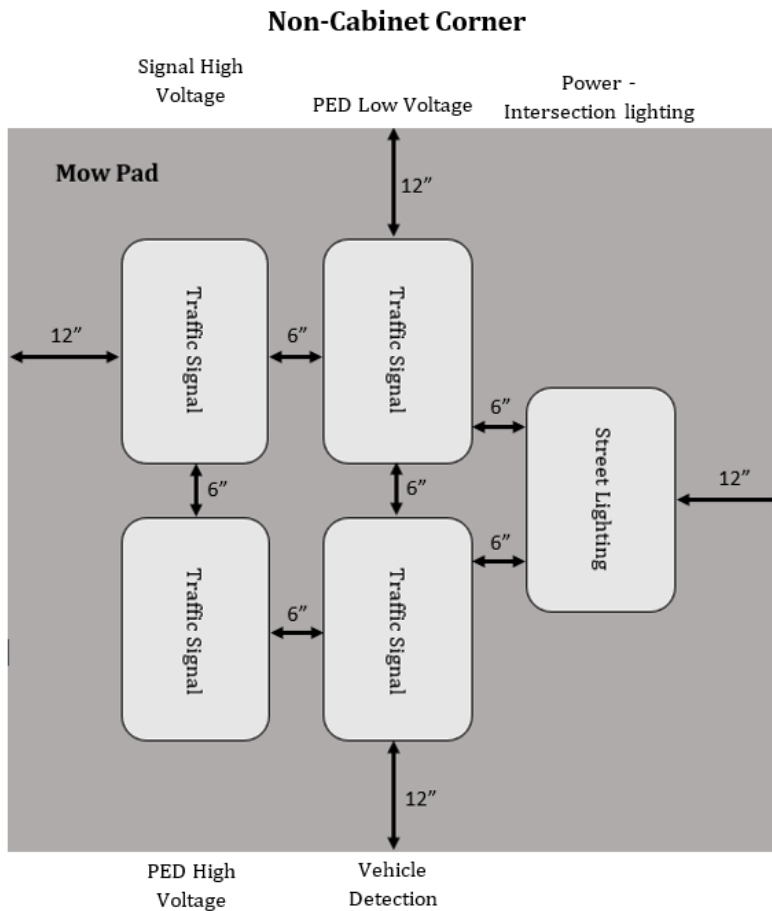 Non-Cabinet Corner
Signal High
Voltage
PED Low Voltage
Power -
Intersection lighting
Mow Pad
12”
Traffic Signal
Traffic Signal
12”
6”
6”
Street Lighting
12”
6”
6”
6”
Traffic Signal
Traffic Signal
6”
12”
PED High
Voltage
Vehicle
Detection